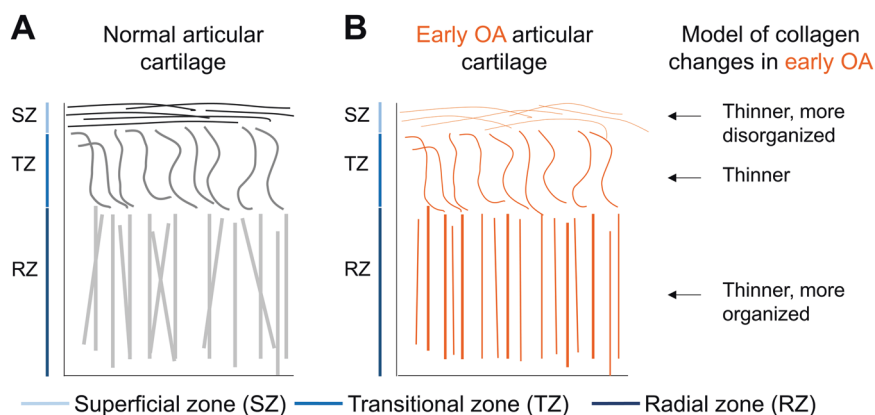 A
Normal articular
cartilage
SZ
TZ
RZ
B
Early OA articular
cartilage
SZ
TZ
RZ
Model of collagen
changes in early OA
Thinner, more
disorganized
Thinner
Thinner, more
organized
Superficial zone (SZ)
Transitional zone (TZ)
Radial zone (RZ)